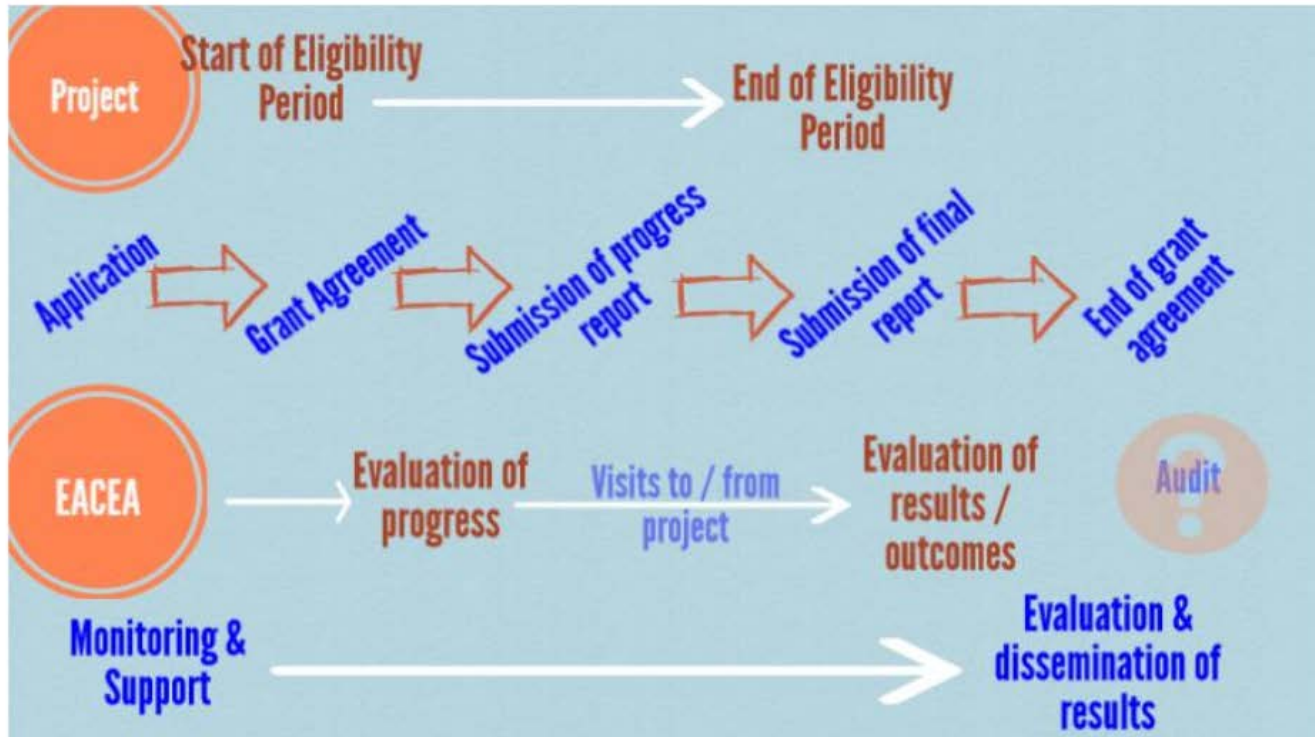 Project
Start of Eligibility
Period
End of Eligibility
Period
Application
Grant Agreement
Submission of progress
report
Submission of final
report
End of grant
agreement
EACEA
Evaluation of
progress
Visits to / from
project
Evaluation of
results /
outcomes
Audit
Monitoring &
Support
Evaluation &
dissemination of
results